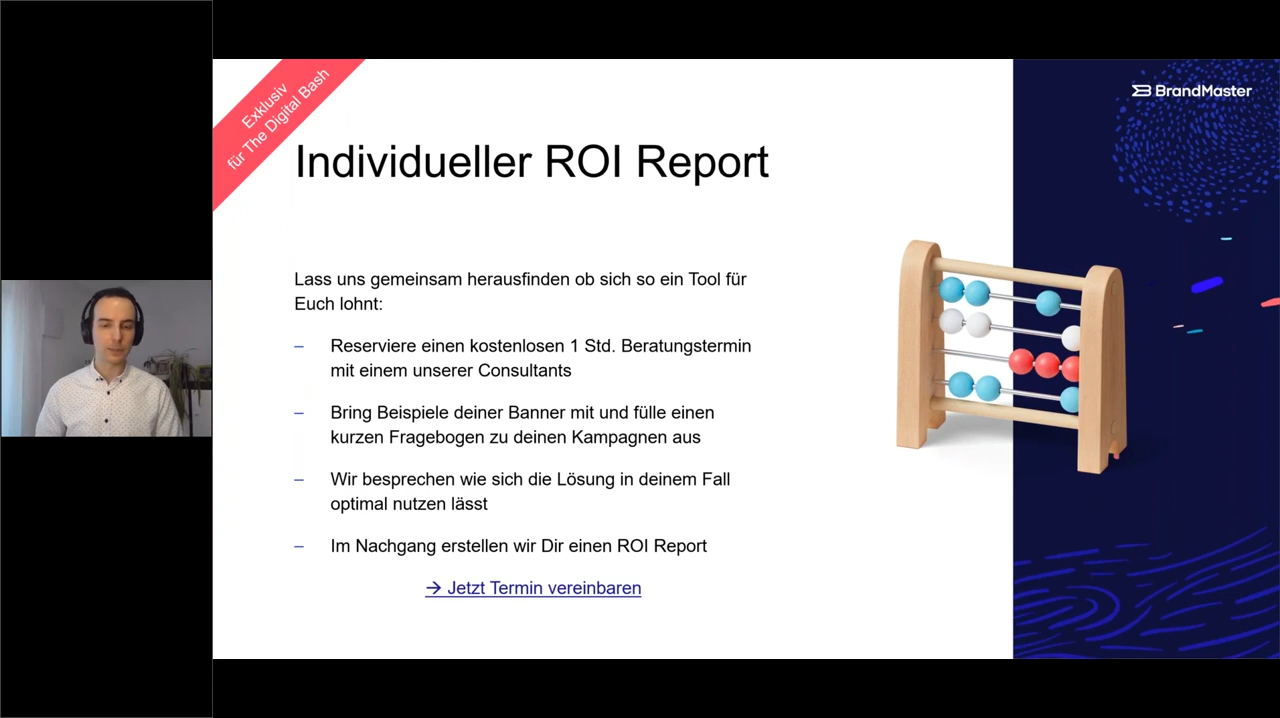 Exklusiv
für The Digital Bash
BrandMaster
Individueller ROI Report
Lass uns gemeinsam herausfinden ob sich so ein Tool für
Euch lohnt:
– Reserviere einen kostenlosen 1 Std. Beratungstermin
mit einem unserer Consultants
– Bring Beispiele deiner Banner mit und fülle einen
kurzen Fragebogen zu deinen Kampagnen aus
– Wir besprechen wie sich die Lösung in deinem Fall
optimal nutzen lässt
– Im Nachgang erstellen wir Dir einen ROI Report
→ Jetzt Termin vereinbaren